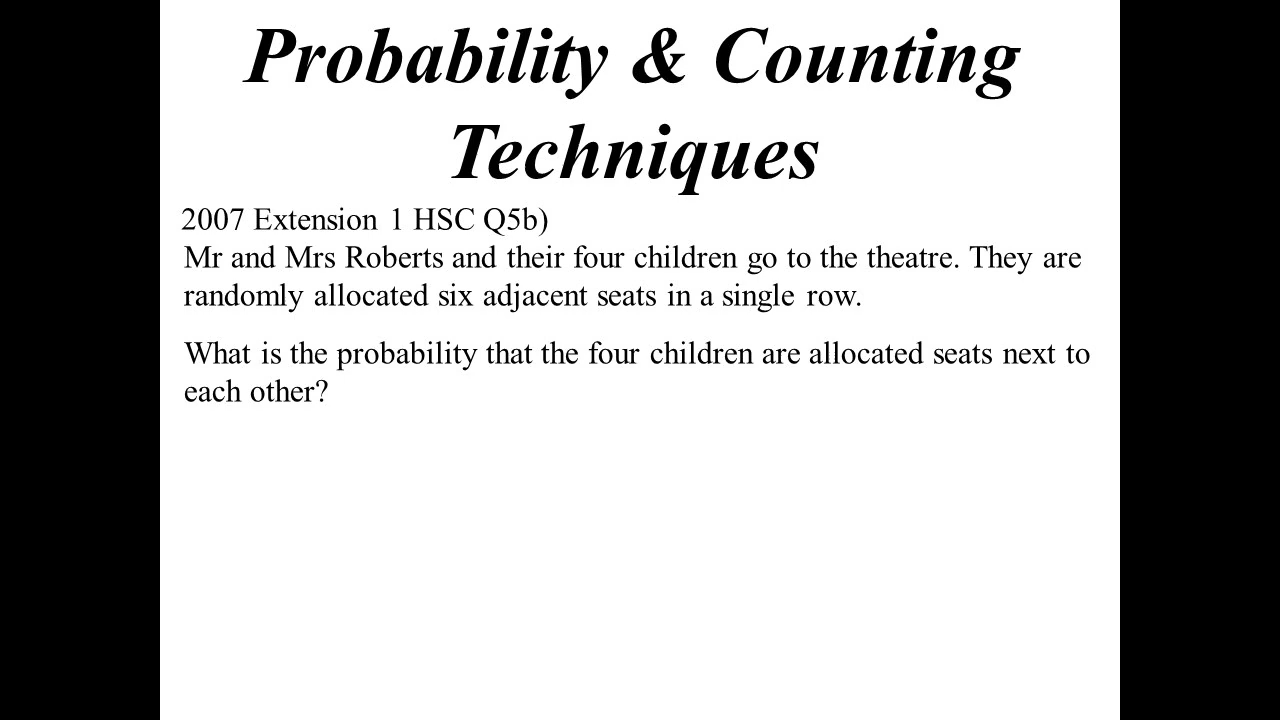 Probability & Counting
Techniques
2007 Extension 1 HSC Q5b)
Mr and Mrs Roberts and their four children go to the theatre. They are
randomly allocated six adjacent seats in a single row.
What is the probability that the four children are allocated seats next to
each other?